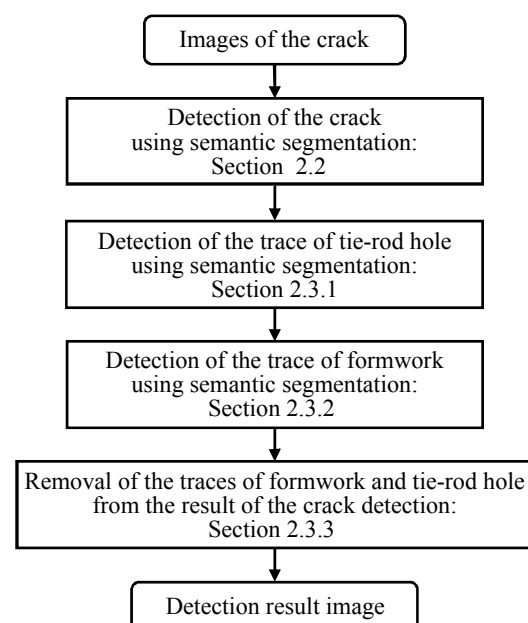 Images of the crack
Detection of the crack
using semantic segmentation:
Section 2.2
Detection of the trace of tie-rod hole
using semantic segmentation:
Section 2.3.1
Detection of the trace of formwork
using semantic segmentation:
Section 2.3.2
Removal of the traces of formwork and tie-rod hole
from the result of the crack detection:
Section 2.3.3
Detection result image